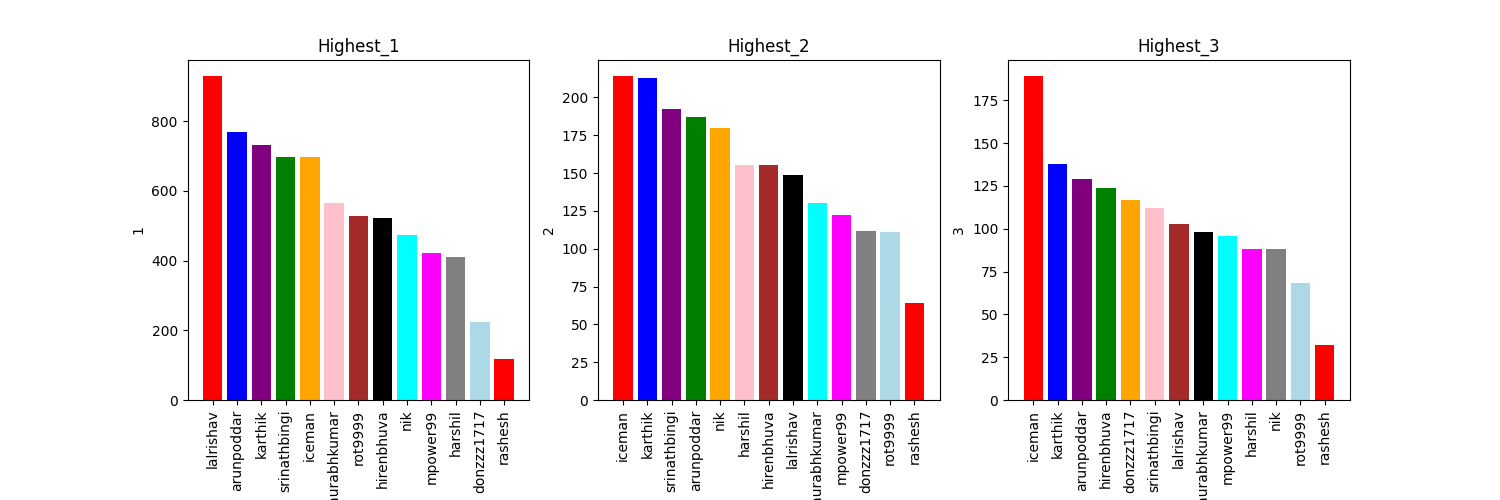 Highest_1
1
800
600
400
200
0
lalrishav
arunpoddar
karthik
srinathbingi
iceman
urabhkumar
rot9999
hirenbhuva
nik
mpower99
harshil
donzzz1717
rashesh
Highest_2
2
200
175
150
125
100
75
50
25
0
iceman
karthik
srinathbingi
arunpoddar
nik
harshil
hirenbhuva
lalrishav
urabhkumar
mpower99
donzzz1717
rot9999
rashesh
Highest_3
3
175
150
125
100
75
50
25
0
iceman
karthik
arunpoddar
hirenbhuva
donzzz1717
srinathbingi
lalrishav
urabhkumar
mpower99
harshil
nik
rot9999
rashesh